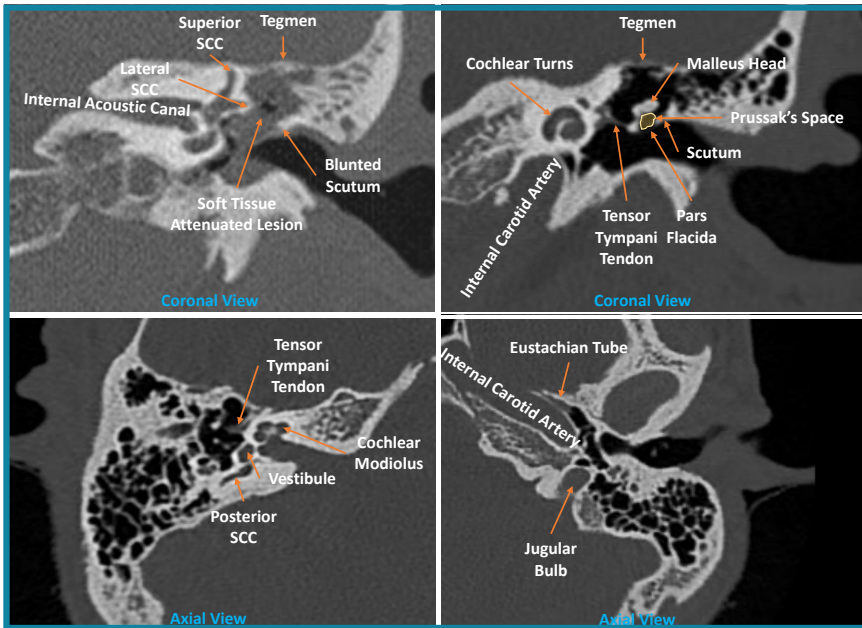 Superior
SCC
Tegmen
Lateral
SCC
Internal Acoustic Canal
Blunted
Scutum
Soft Tissue
Attenuated Lesion
Coronal View
Tegmen
Cochlear Turns
Malleus Head
Prussak's Space
Scutum
Internal Carotid Artery
Tensor
Tympani
Tendon
Pars
Flacida
Coronal View
Tensor
Tympani
Tendon
Cochlear
Modiolus
Vestibule
Posterior
SCC
Axial View
Eustachian Tube
Internal Carotid Artery
Jugular
Bulb
Axial View